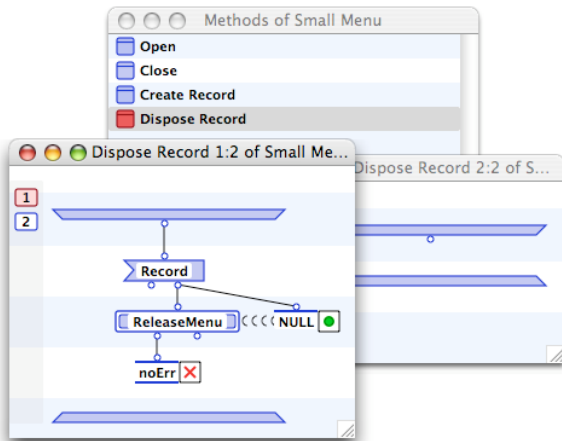 Methods of Small Menu
Open
Close
Create Record
Dispose Record
Dispose Record 1:2 of Small Me...
Dispose Record 2:2 of S...
1
2
Record
ReleaseMenu
NULL
noErr